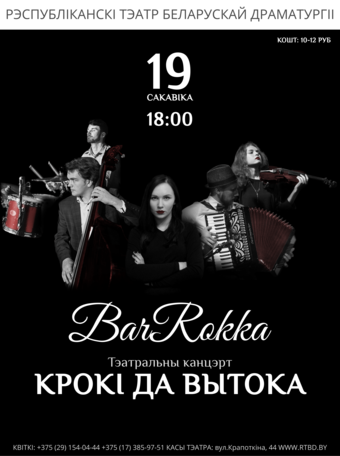 РЭСПУБЛІКАНСКІ ТЭАТР БЕЛАРУСКАЙ ДРАМАТУРГІІ
КОШТ: 10-12 РУБ
19
САКАВІКА
18:00
BarRokka
Тэатральны канцэрт
КРОКІ ДА ВЫТОКА
КВІТКІ: +375 (29) 154-04-44 +375 (17) 385-97-51 КАСЫ ТЭАТРА: вул.Крапоткіна, 44 WWW.RTBD.BY